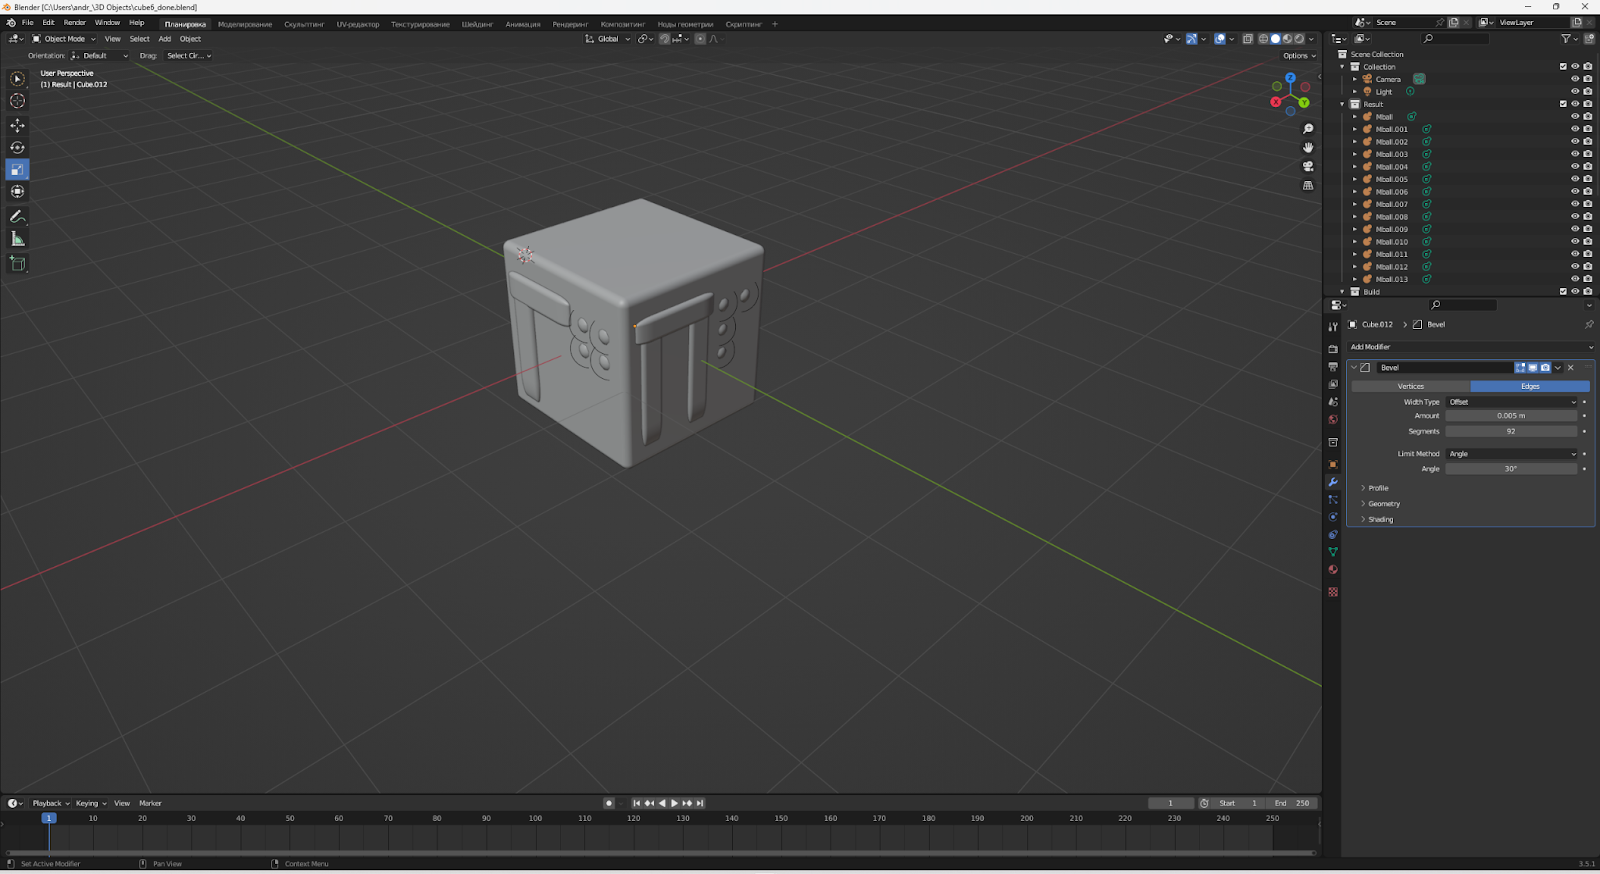 Blender [C:\Users\andr_\3D Objects\cube6_done.blend]
File Edit Render Window Help Планировка Моделирование Скульптинг UV-редактор Текстурирование Шейдинг Анимация Рендеринг Композитинг Ноды геометрии Скриптинг + Scene ViewLayer
Object Mode View Select Add Object Global
Orientation: Default Drag: Select Cir... Options
User Perspective
(1) Result | Cube.012
Z
X Y
Scene Collection
Collection
Camera
Light
Result
Mball
Mball.001
Mball.002
Mball.003
Mball.004
Mball.005
Mball.006
Mball.007
Mball.008
Mball.009
Mball.010
Mball.011
Mball.012
Mball.013
Build
Cube.012 > Bevel
Add Modifier
Bevel
Vertices Edges
Width Type Offset
Amount 0.005 m
Segments 92
Limit Method Angle
Angle 30°
Profile
Geometry
Shading
Playback Keying View Marker 1 Start 1 End 250
1 10 20 30 40 50 60 70 80 90 100 110 120 130 140 150 160 170 180 190 200 210 220 230 240 250
Set Active Modifier Pan View Context Menu 3.5.1